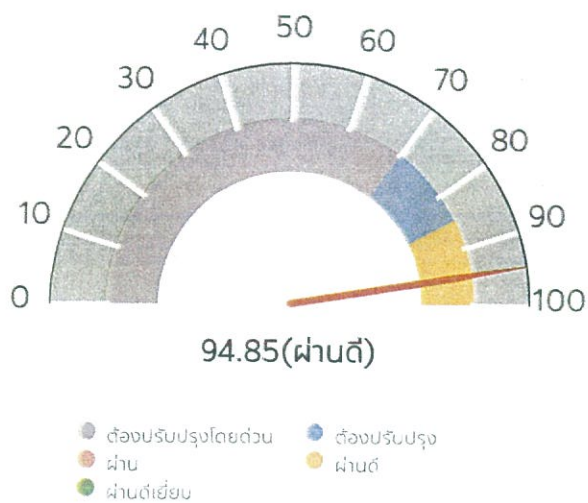 50
40
60
30
70
20
80
10
90
0
100
94.85(ผ่านดี)
ต้องปรับปรุงโดยด่วน
ต้องปรับปรุง
ผ่าน
ผ่านดี
ผ่านดีเยี่ยม